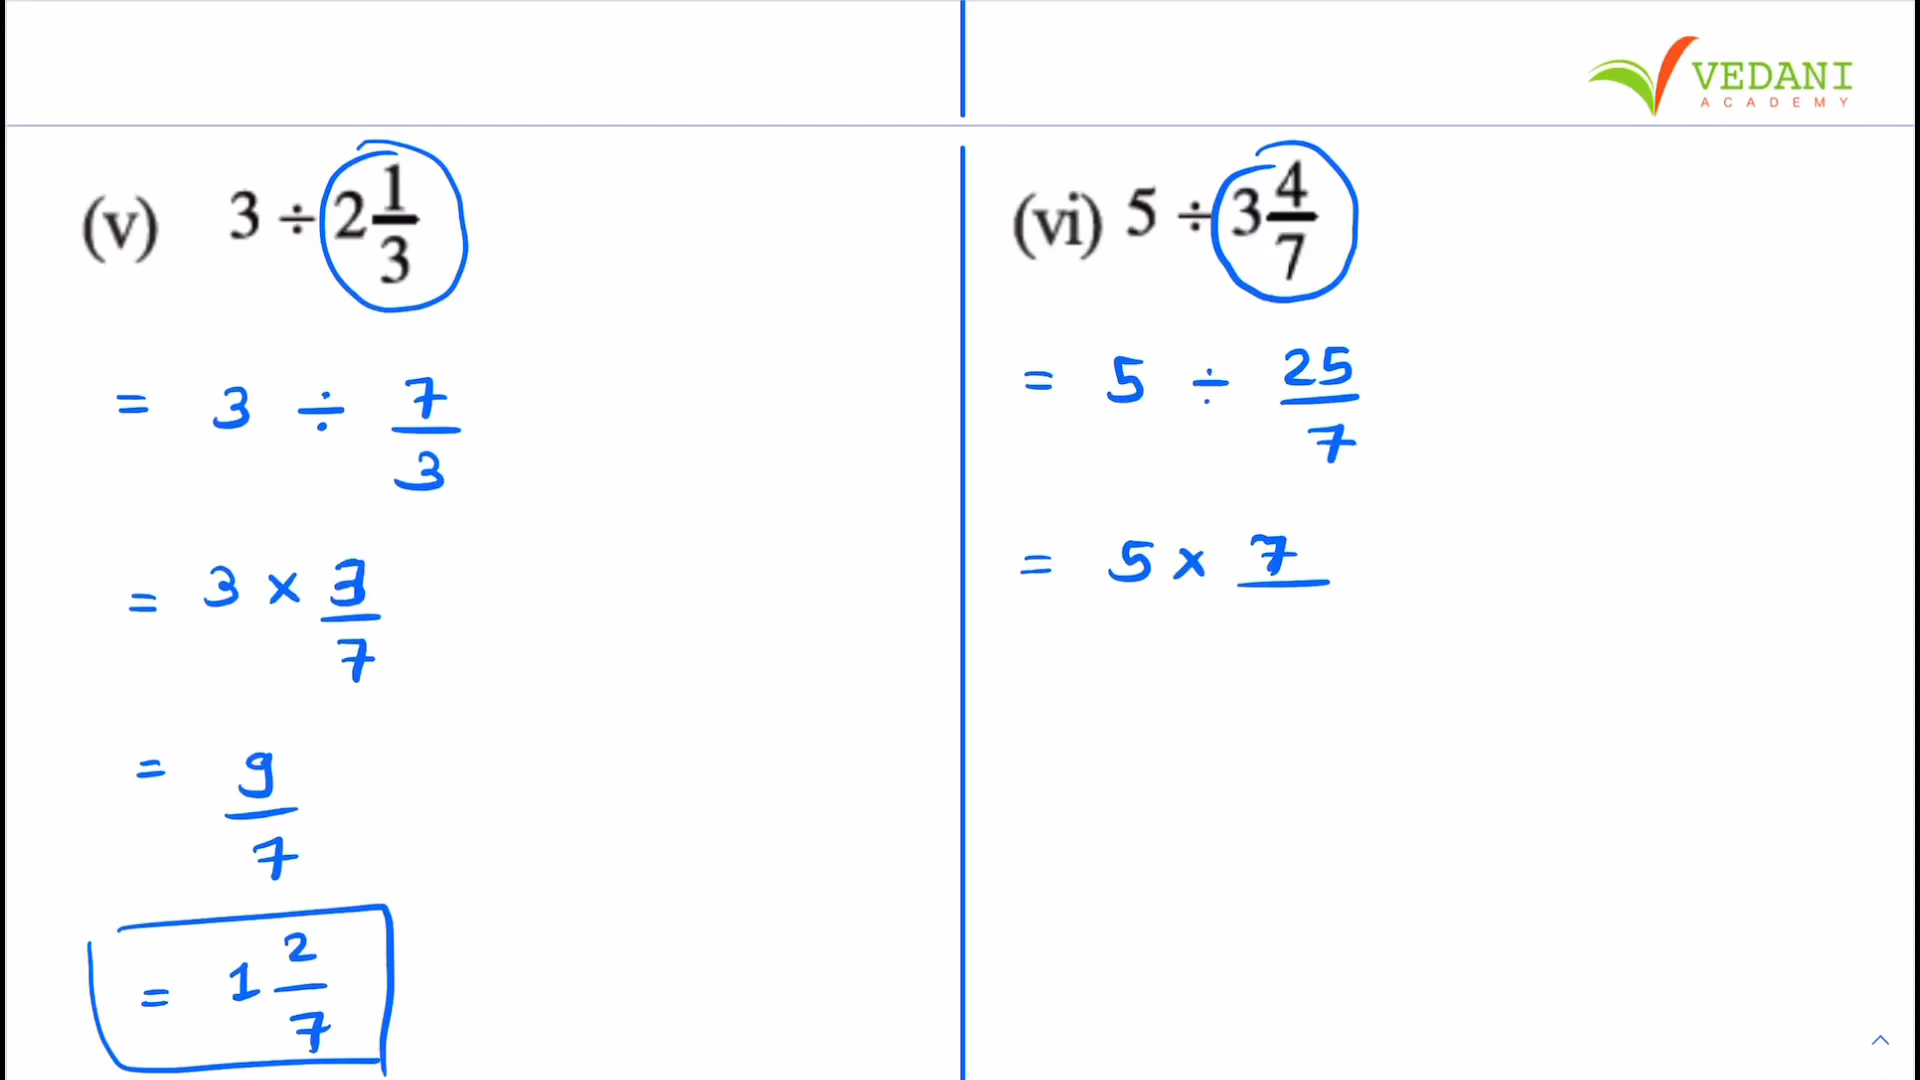 VEDANI
ACADEMY
(v) 3 ÷ 2 1/3
= 3 ÷ 7/3
= 3 × 3/7
= 9/7
= 1 2/7
(vi) 5 ÷ 3 4/7
= 5 ÷ 25/7
= 5 × 7/